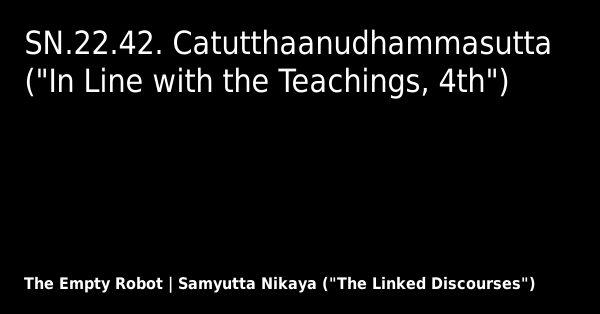 SN.22.42. Catutthaanudhammasutta
("In Line with the Teachings, 4th")
The Empty Robot | Samyutta Nikaya ("The Linked Discourses")